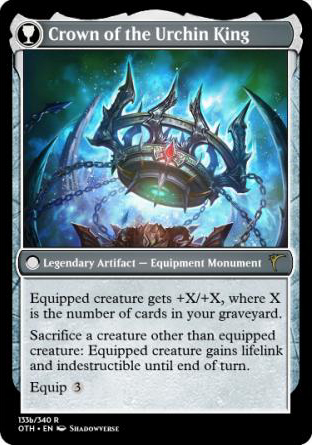 Crown of the Urchin King
Legendary Artifact — Equipment Monument
Equipped creature gets +X/+X, where X
is the number of cards in your graveyard.
Sacrifice a creature other than equipped
creature: Equipped creature gains lifelink
and indestructible until end of turn.
Equip 3
133b/340 R
OTH • EN Shadowverse